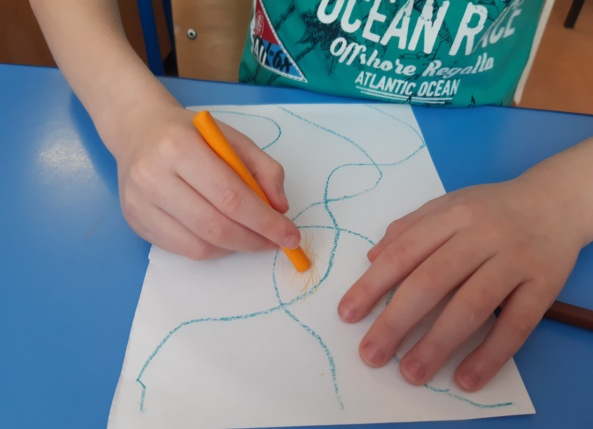 OCEAN RACE
Offshore Regatta
ATLANTIC OCEAN